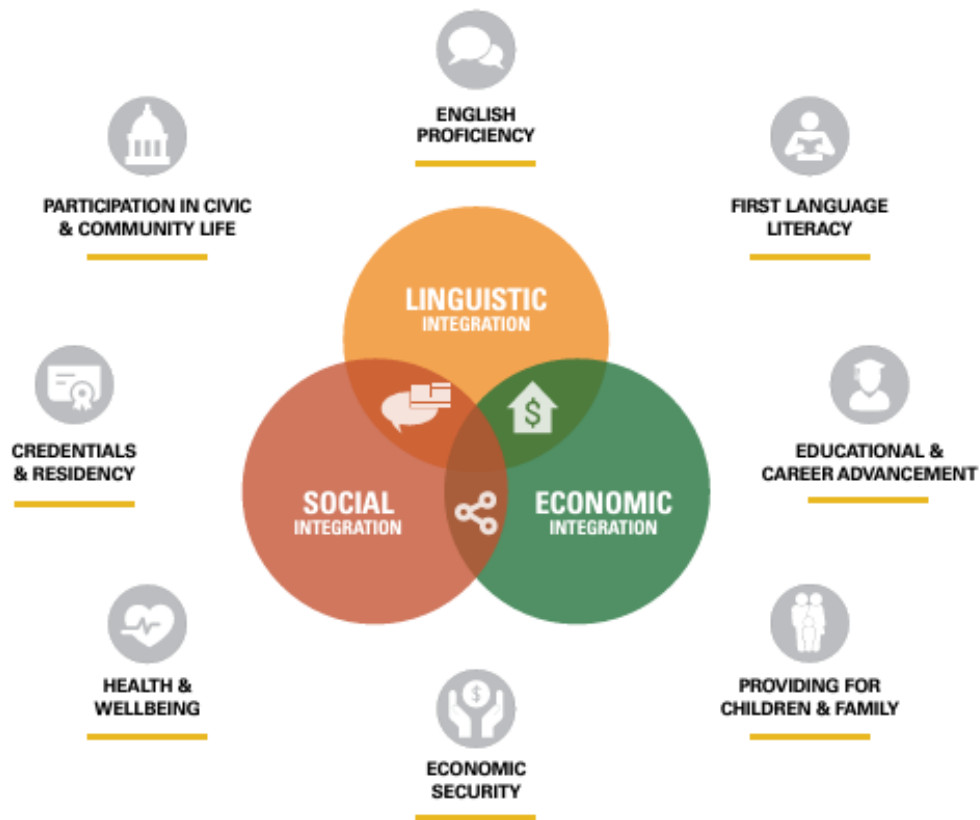 ENGLISH
PROFICIENCY
PARTICIPATION IN CIVIC
& COMMUNITY LIFE
FIRST LANGUAGE
LITERACY
LINGUISTIC
INTEGRATION
CREDENTIALS
& RESIDENCY
EDUCATIONAL &
CAREER ADVANCEMENT
SOCIAL
INTEGRATION
ECONOMIC
INTEGRATION
HEALTH &
WELLBEING
PROVIDING FOR
CHILDREN & FAMILY
ECONOMIC
SECURITY